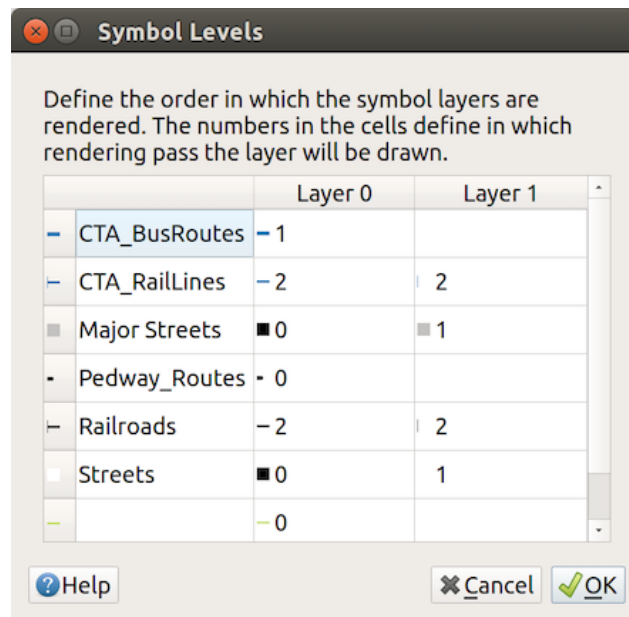 Symbol Levels
Define the order in which the symbol layers are
rendered. The numbers in the cells define in which
rendering pass the layer will be drawn.
Layer 0 Layer 1
CTA_BusRoutes 1
CTA_RailLines 2 2
Major Streets 0 1
Pedway_Routes 0
Railroads 2 2
Streets 0 1
0
Help Cancel OK